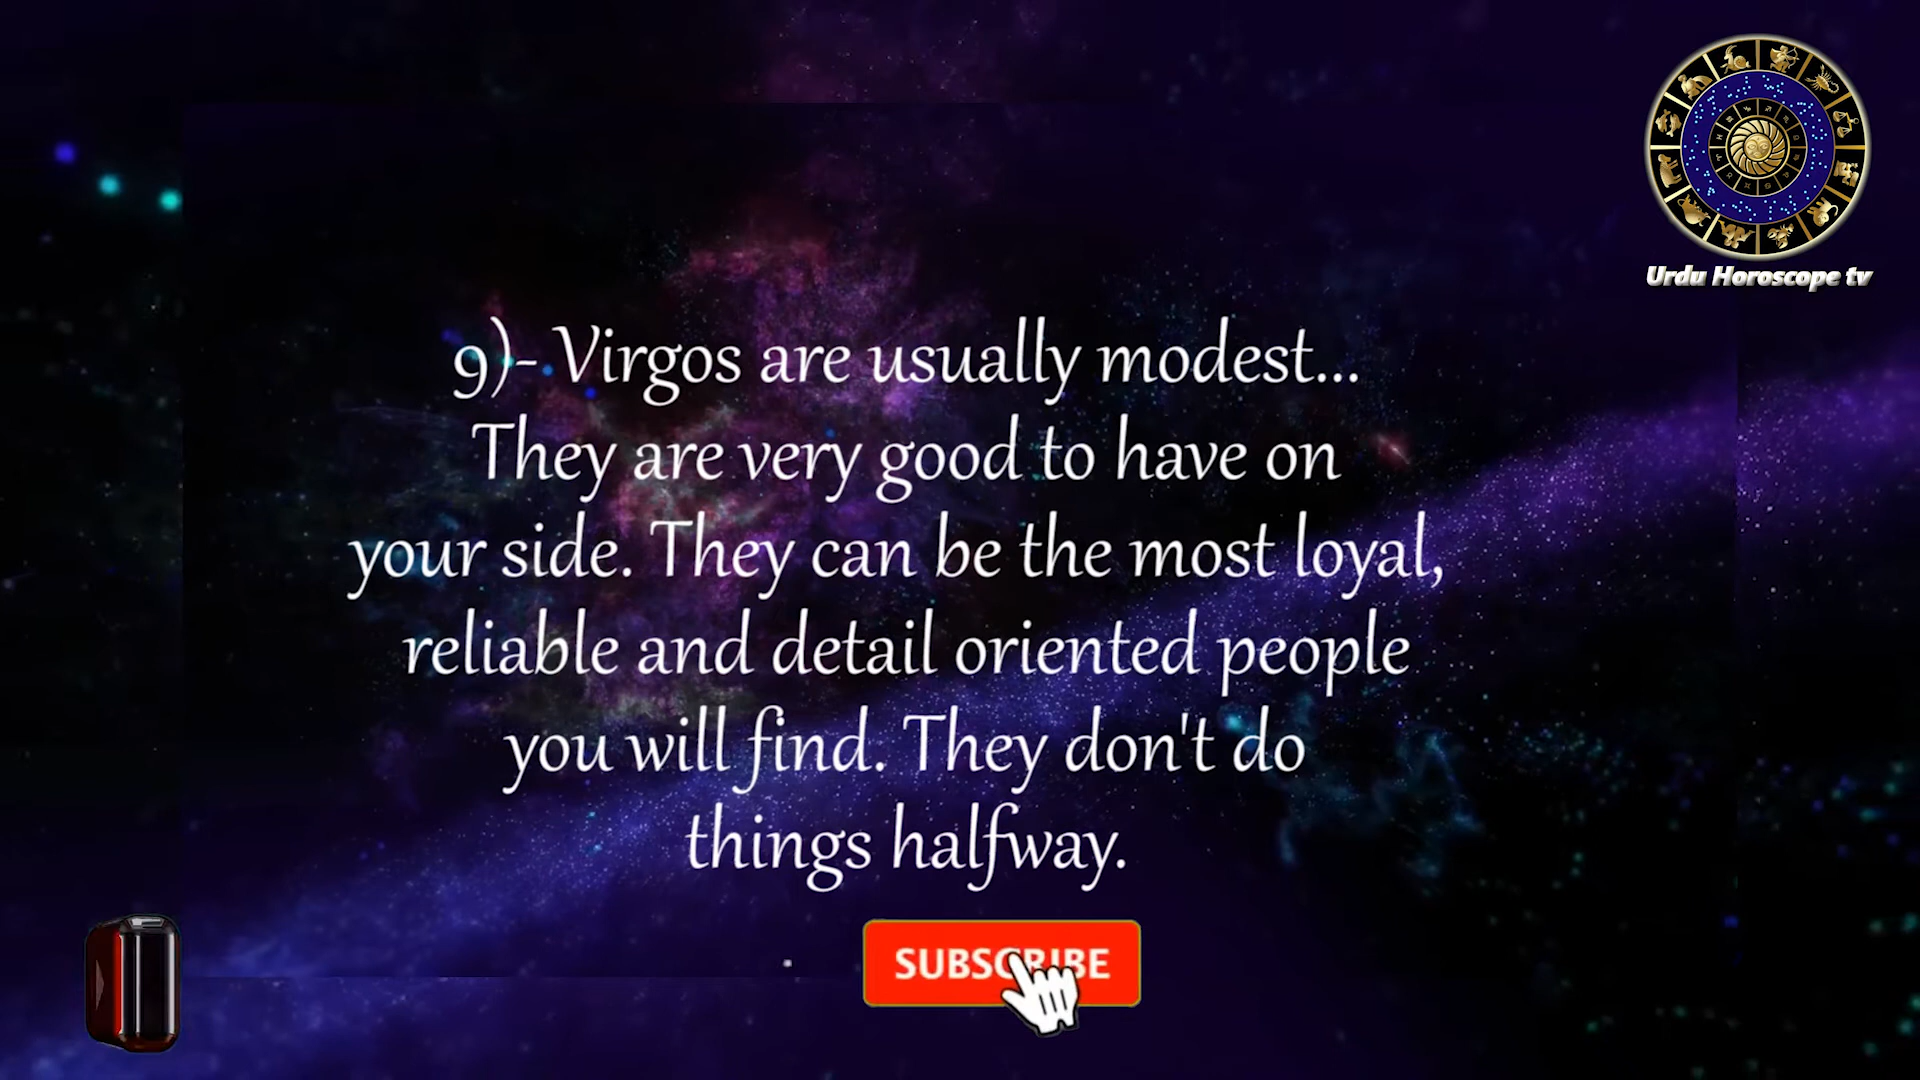 Urdu Horoscope tv
9)- Virgos are usually modest...
They are very good to have on
your side. They can be the most loyal,
reliable and detail oriented people
you will find. They don't do
things halfway.
SUBSCRIBE